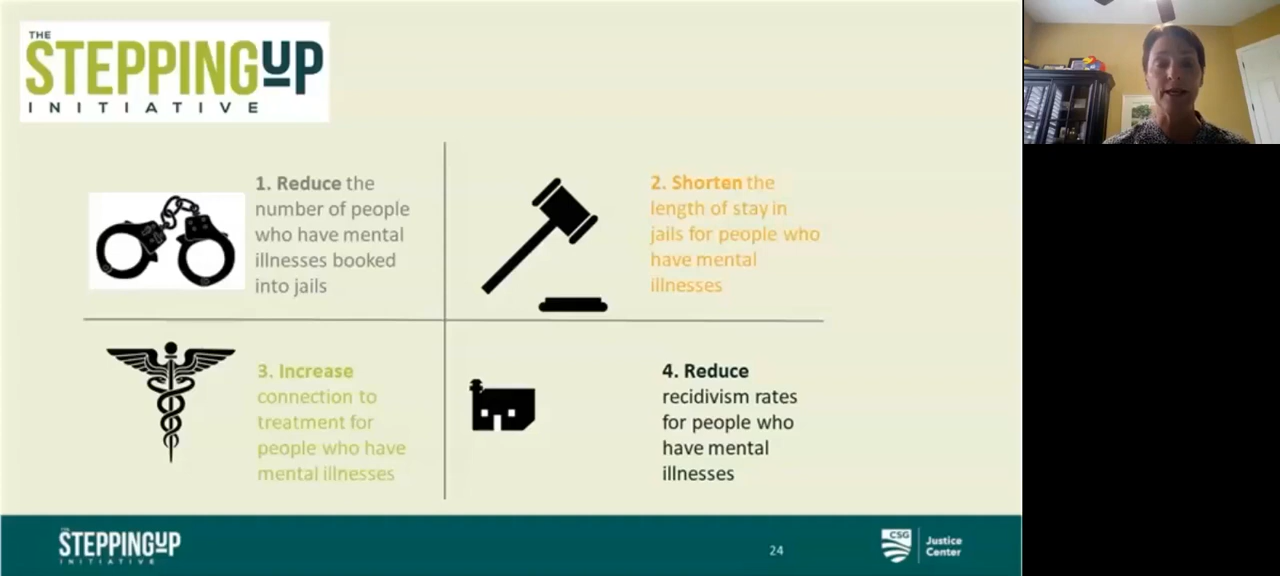 THE
STEPPINGUP
INITIATIVE
1. Reduce the
number of people
who have mental
illnesses booked
into jails
2. Shorten the
length of stay in
jails for people who
have mental
illnesses
3. Increase
connection to
treatment for
people who have
mental illnesses
4. Reduce
recidivism rates
for people who
have mental
illnesses
THE
STEPPINGUP
INITIATIVE
24
CSG
Justice
Center